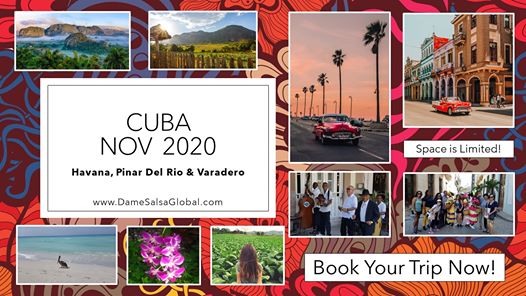 CUBA
NOV 2020
Havana, Pinar Del Rio & Varadero
www.DameSalsaGlobal.com
Space is Limited!
Book Your Trip Now!